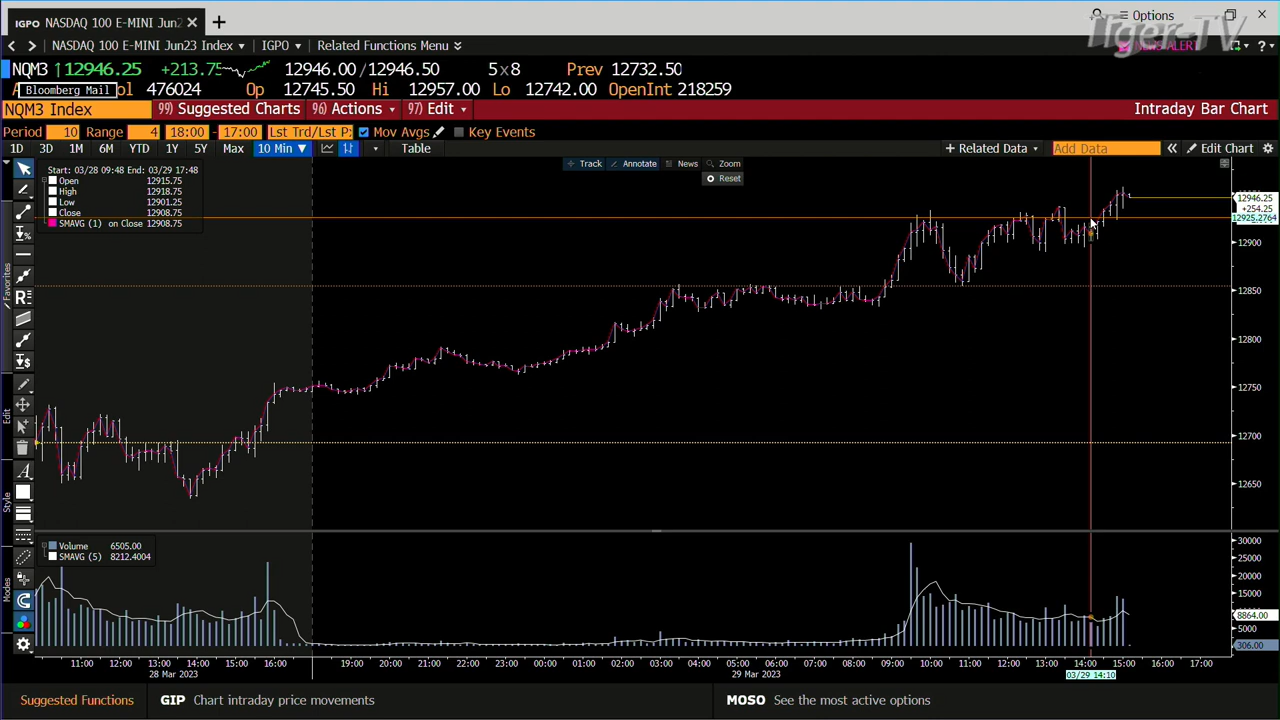 IGPO NASDAQ 100 E-MINI Jun2
Options
Tiger-TV
NASDAQ 100 E-MINI Jun23 Index
IGPO
Related Functions Menu
NQM3 ↑12946.25 +213.75 12946.00/12946.50 5x8 Prev 12732.50
Bloomberg Mail
ol 476024 Op 12745.50 Hi 12957.00 Lo 12742.00 OpenInt 218259
NQM3 Index 99) Suggested Charts 96) Actions 97) Edit Intraday Bar Chart
Period 10 Range 4 18:00 - 17:00 Lst Trd/Lst P: Mov Avgs Key Events
1D 3D 1M 6M YTD 1Y 5Y Max 10 Min Table + Related Data Add Data Edit Chart
Track Annotate News Zoom
Reset
Start: 03/28 09:48 End: 03/29 17:48
Open 12915.75
High 12918.75
Low 12901.25
Close 12908.75
SMAVG (1) on Close 12908.75
12946.25
+254.25
12925.2764
12900
12850
12800
12750
12700
12650
Favorites
Edit
Style
Modes
Volume 6505.00
SMAVG (5) 8212.4004
30000
25000
20000
15000
8864.00
5000
306.00
11:00 12:00 13:00 14:00 15:00 16:00 19:00 20:00 21:00 22:00 23:00 00:00 01:00 02:00 03:00 04:00 05:00 06:00 07:00 08:00 09:00 10:00 11:00 12:00 13:00 14:00 15:00 16:00 17:00
28 Mar 2023 29 Mar 2023 03/29 14:10
Suggested Functions GIP Chart intraday price movements MOSO See the most active options